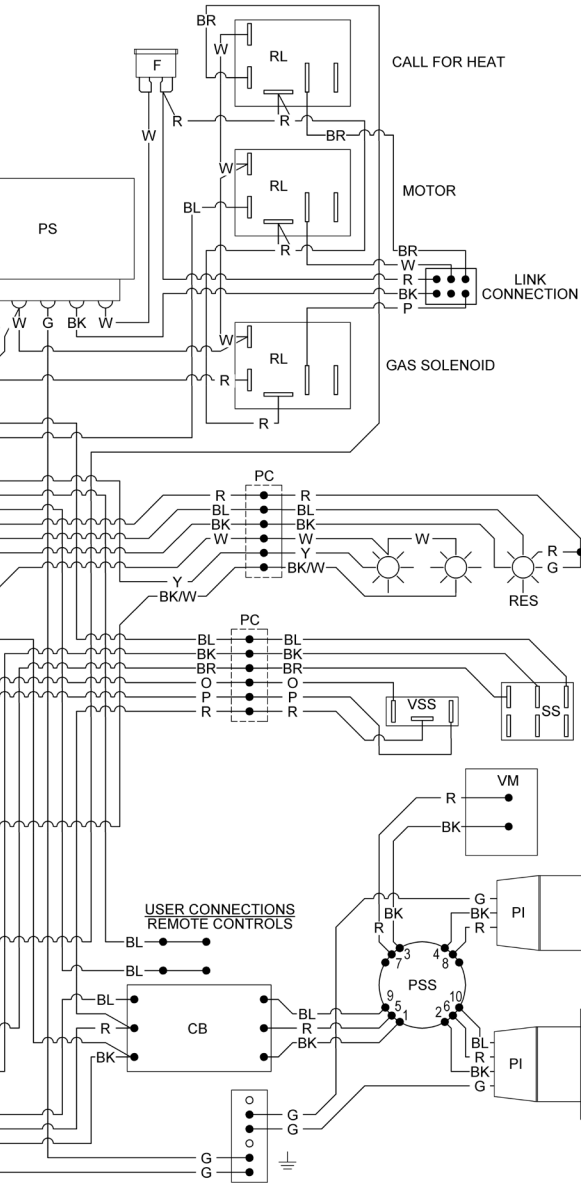 BR
W
RL
CALL FOR HEAT
F
W
R
R
BR
W
RL
MOTOR
BL
PS
R
BR
W
R
LINK
BK
CONNECTION
P
W
G
BK
W
W
RL
GAS SOLENOID
R
R
PC
R
R
BL
BL
BK
BK
W
W
W
Y
R
G
BK/W
Y
BK/W
RES
PC
BL
BL
BK
BK
BR
BR
O
O
P
P
R
R
VSS
SS
VM
R
BK
USER CONNECTIONS
REMOTE CONTROLS
G
BK
R
PI
BK
R
3
4
7
8
BL
BL
PSS
9
10
5
6
1
2
BL
R
BK
CB
BL
R
BK
BL
R
BK
G
PI
G
G
G
G